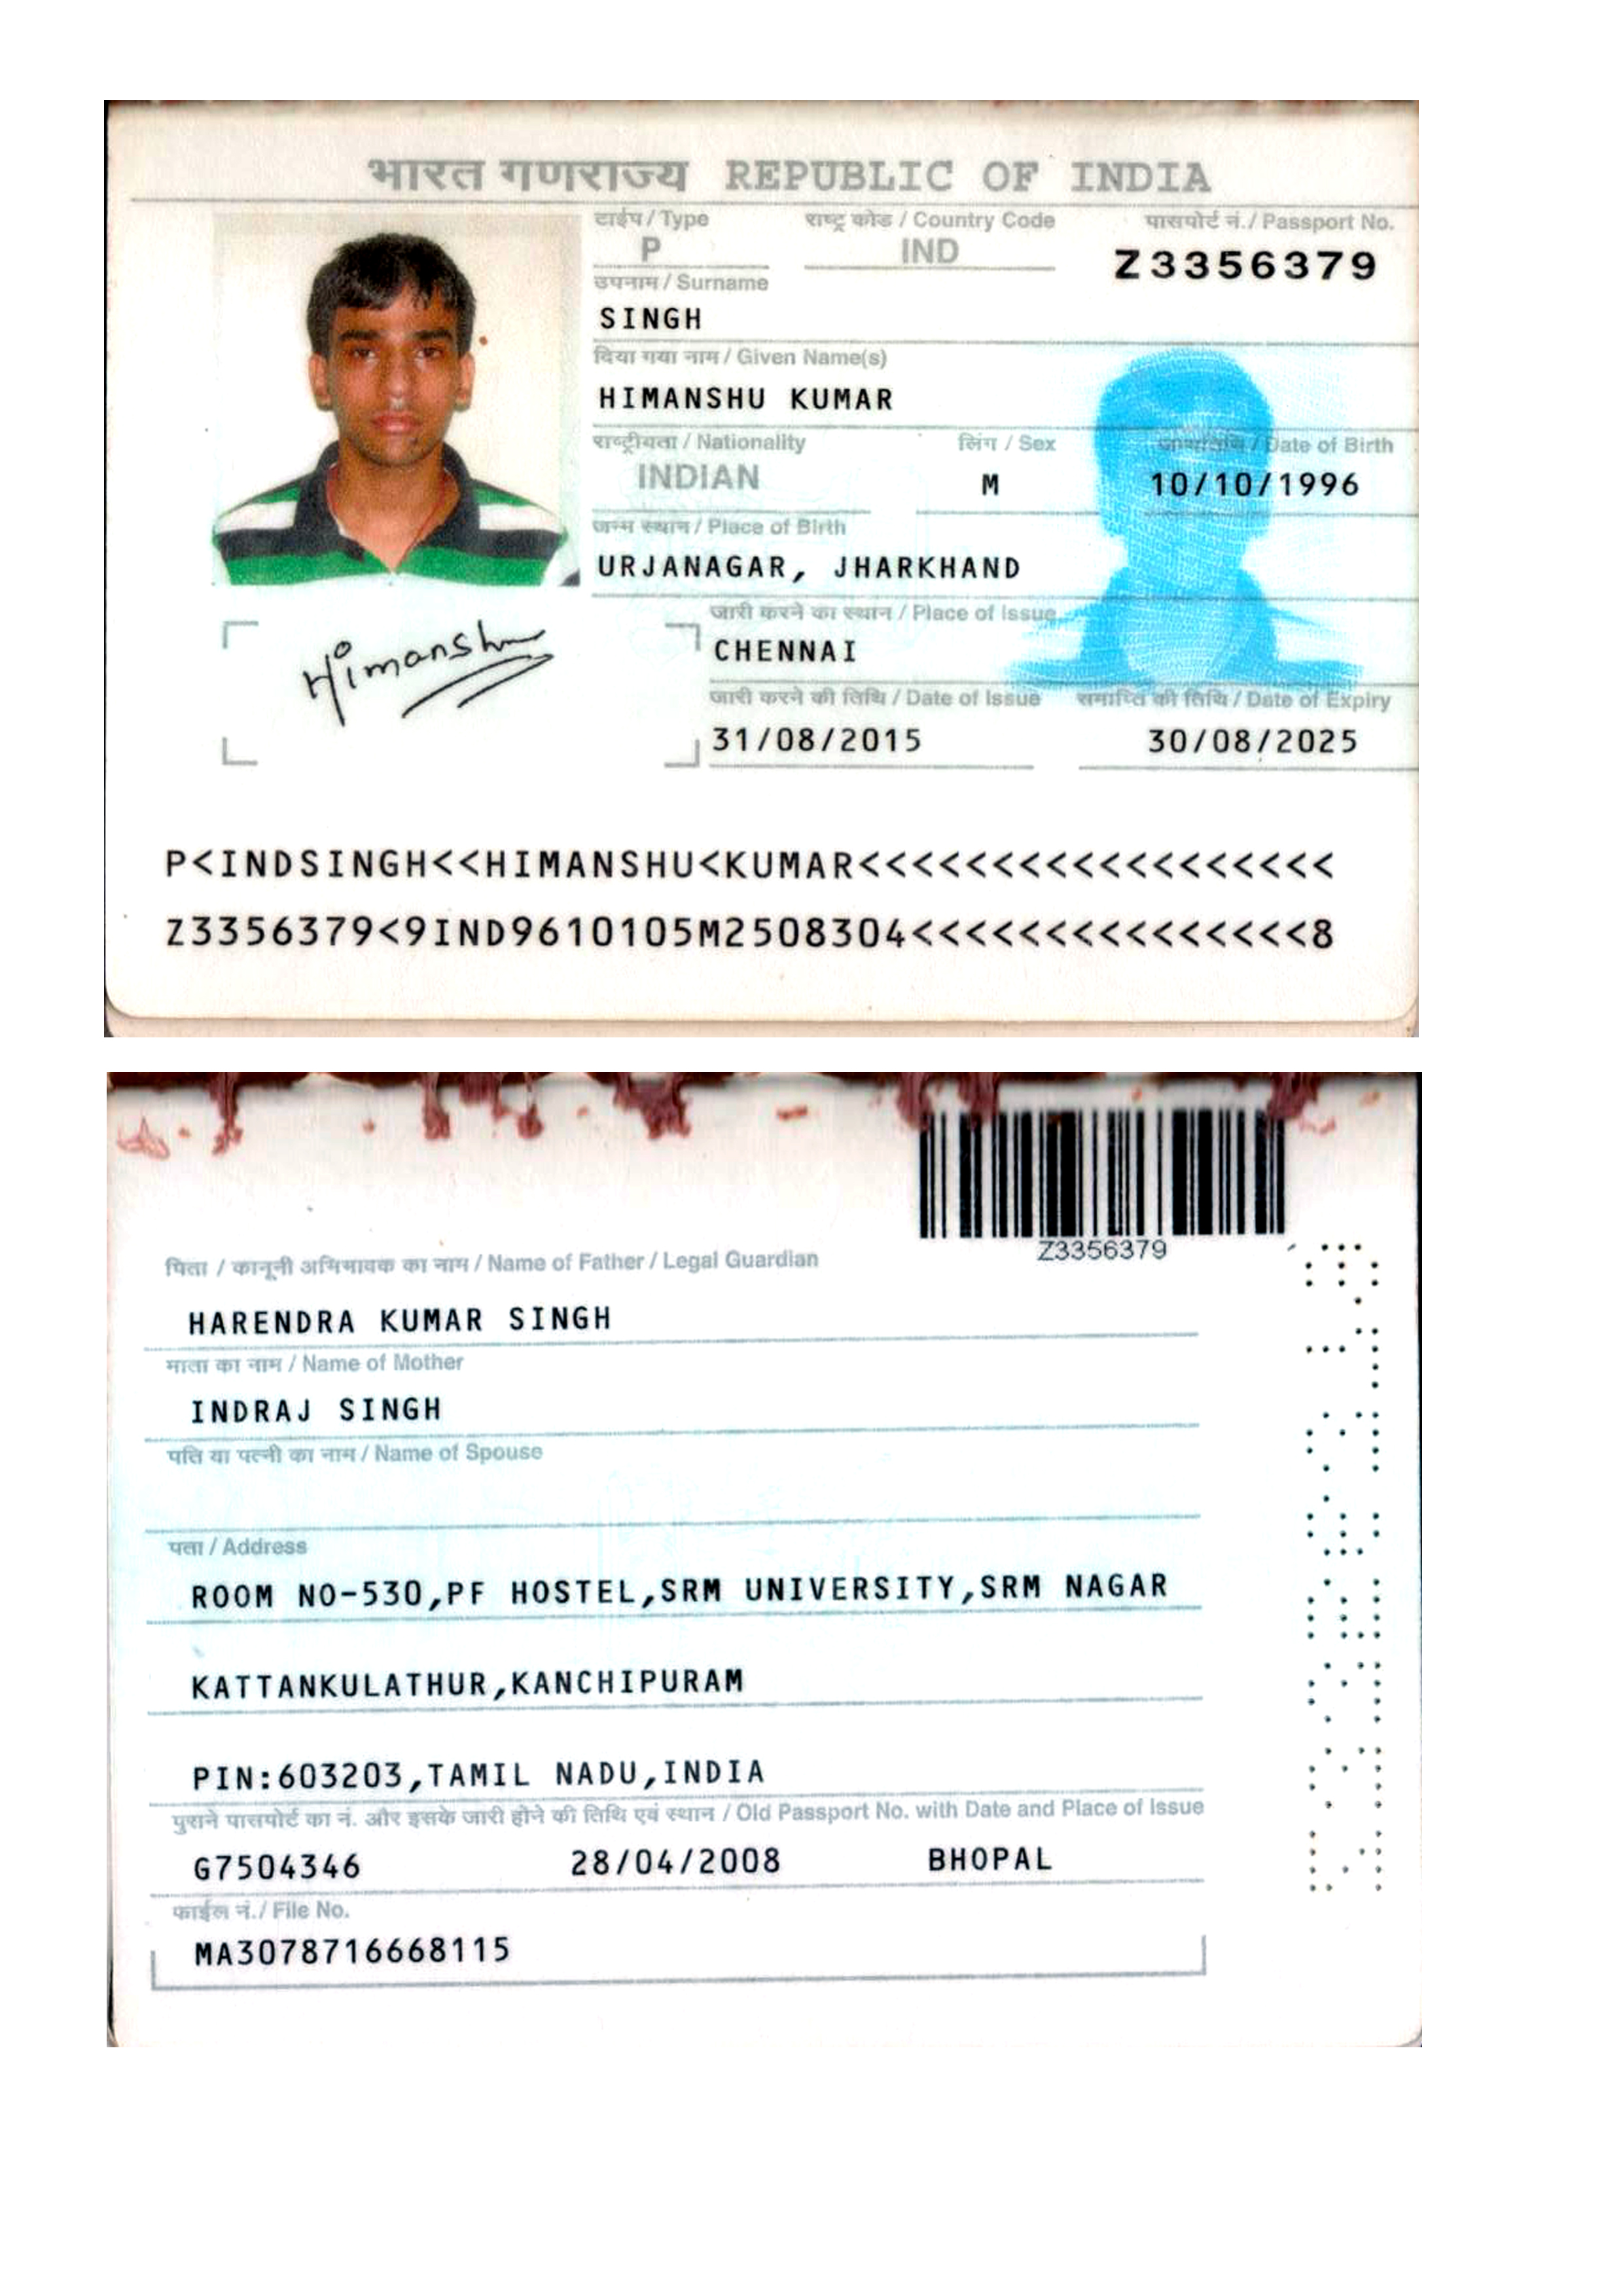 भारत गणराज्य REPUBLIC OF INDIA
टाईप / Type राष्ट्र कोड / Country Code पासपोर्ट नं. / Passport No.
P IND Z3356379
उपनाम / Surname
SINGH
दिया गया नाम / Given Name(s)
HIMANSHU KUMAR
राष्ट्रीयता / Nationality लिंग / Sex जन्मतिथि / Date of Birth
INDIAN M 10/10/1996
जन्म स्थान / Place of Birth
URJANAGAR, JHARKHAND
जारी करने का स्थान / Place of Issue
Himanshu
CHENNAI
जारी करने की तिथि / Date of Issue समाप्ति की तिथि / Date of Expiry
31/08/2015 30/08/2025
P<INDSINGH<<HIMANSHU<KUMAR<<<<<<<<<<<<<<<<<<
Z3356379<9IND9610105M2508304<<<<<<<<<<<<<<<8
Z3356379
पिता / कानूनी अभिभावक का नाम / Name of Father / Legal Guardian
HARENDRA KUMAR SINGH
माता का नाम / Name of Mother
INDRAJ SINGH
पति या पत्नी का नाम / Name of Spouse
पता / Address
ROOM NO-530,PF HOSTEL,SRM UNIVERSITY,SRM NAGAR
KATTANKULATHUR,KANCHIPURAM
PIN:603203,TAMIL NADU,INDIA
पुराने पासपोर्ट का नं. और इसके जारी होने की तिथि एवं स्थान / Old Passport No. with Date and Place of Issue
G7504346 28/04/2008 BHOPAL
फाईल नं. / File No.
MA3078716668115